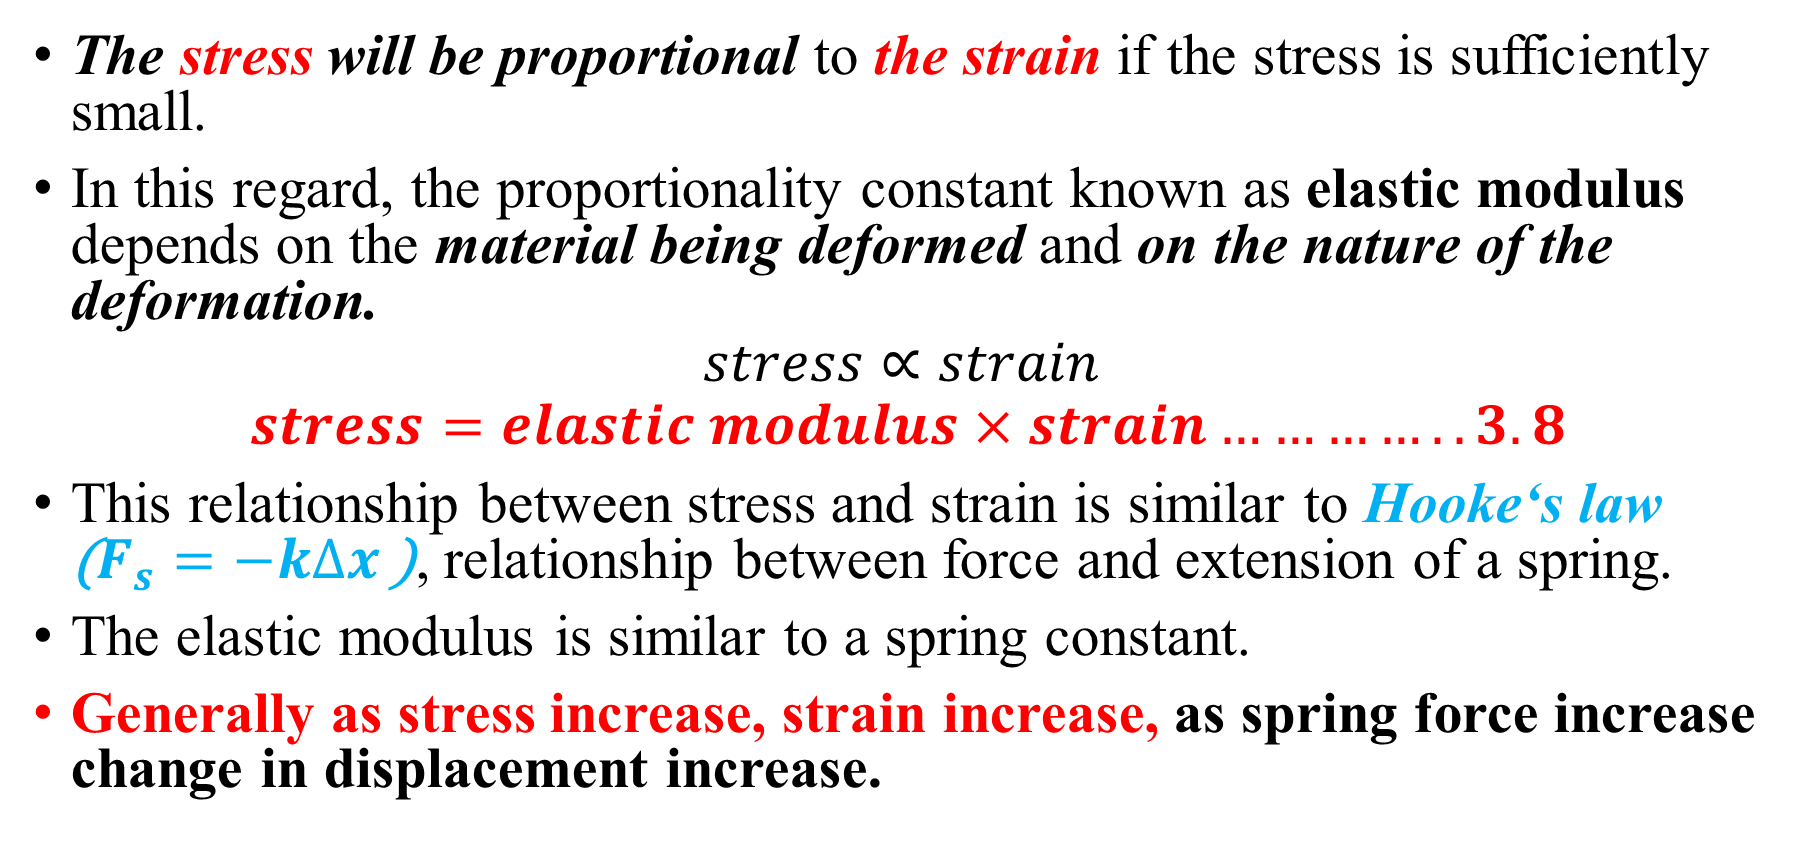 • The stress will be proportional to the strain if the stress is sufficiently
small.
• In this regard, the proportionality constant known as elastic modulus
depends on the material being deformed and on the nature of the
deformation.
stress ∝ strain
stress = elastic modulus × strain … … … … . . 3.8
• This relationship between stress and strain is similar to Hooke‘s law
(Fₛ = −kΔx ), relationship between force and extension of a spring.
• The elastic modulus is similar to a spring constant.
• Generally as stress increase, strain increase, as spring force increase
change in displacement increase.